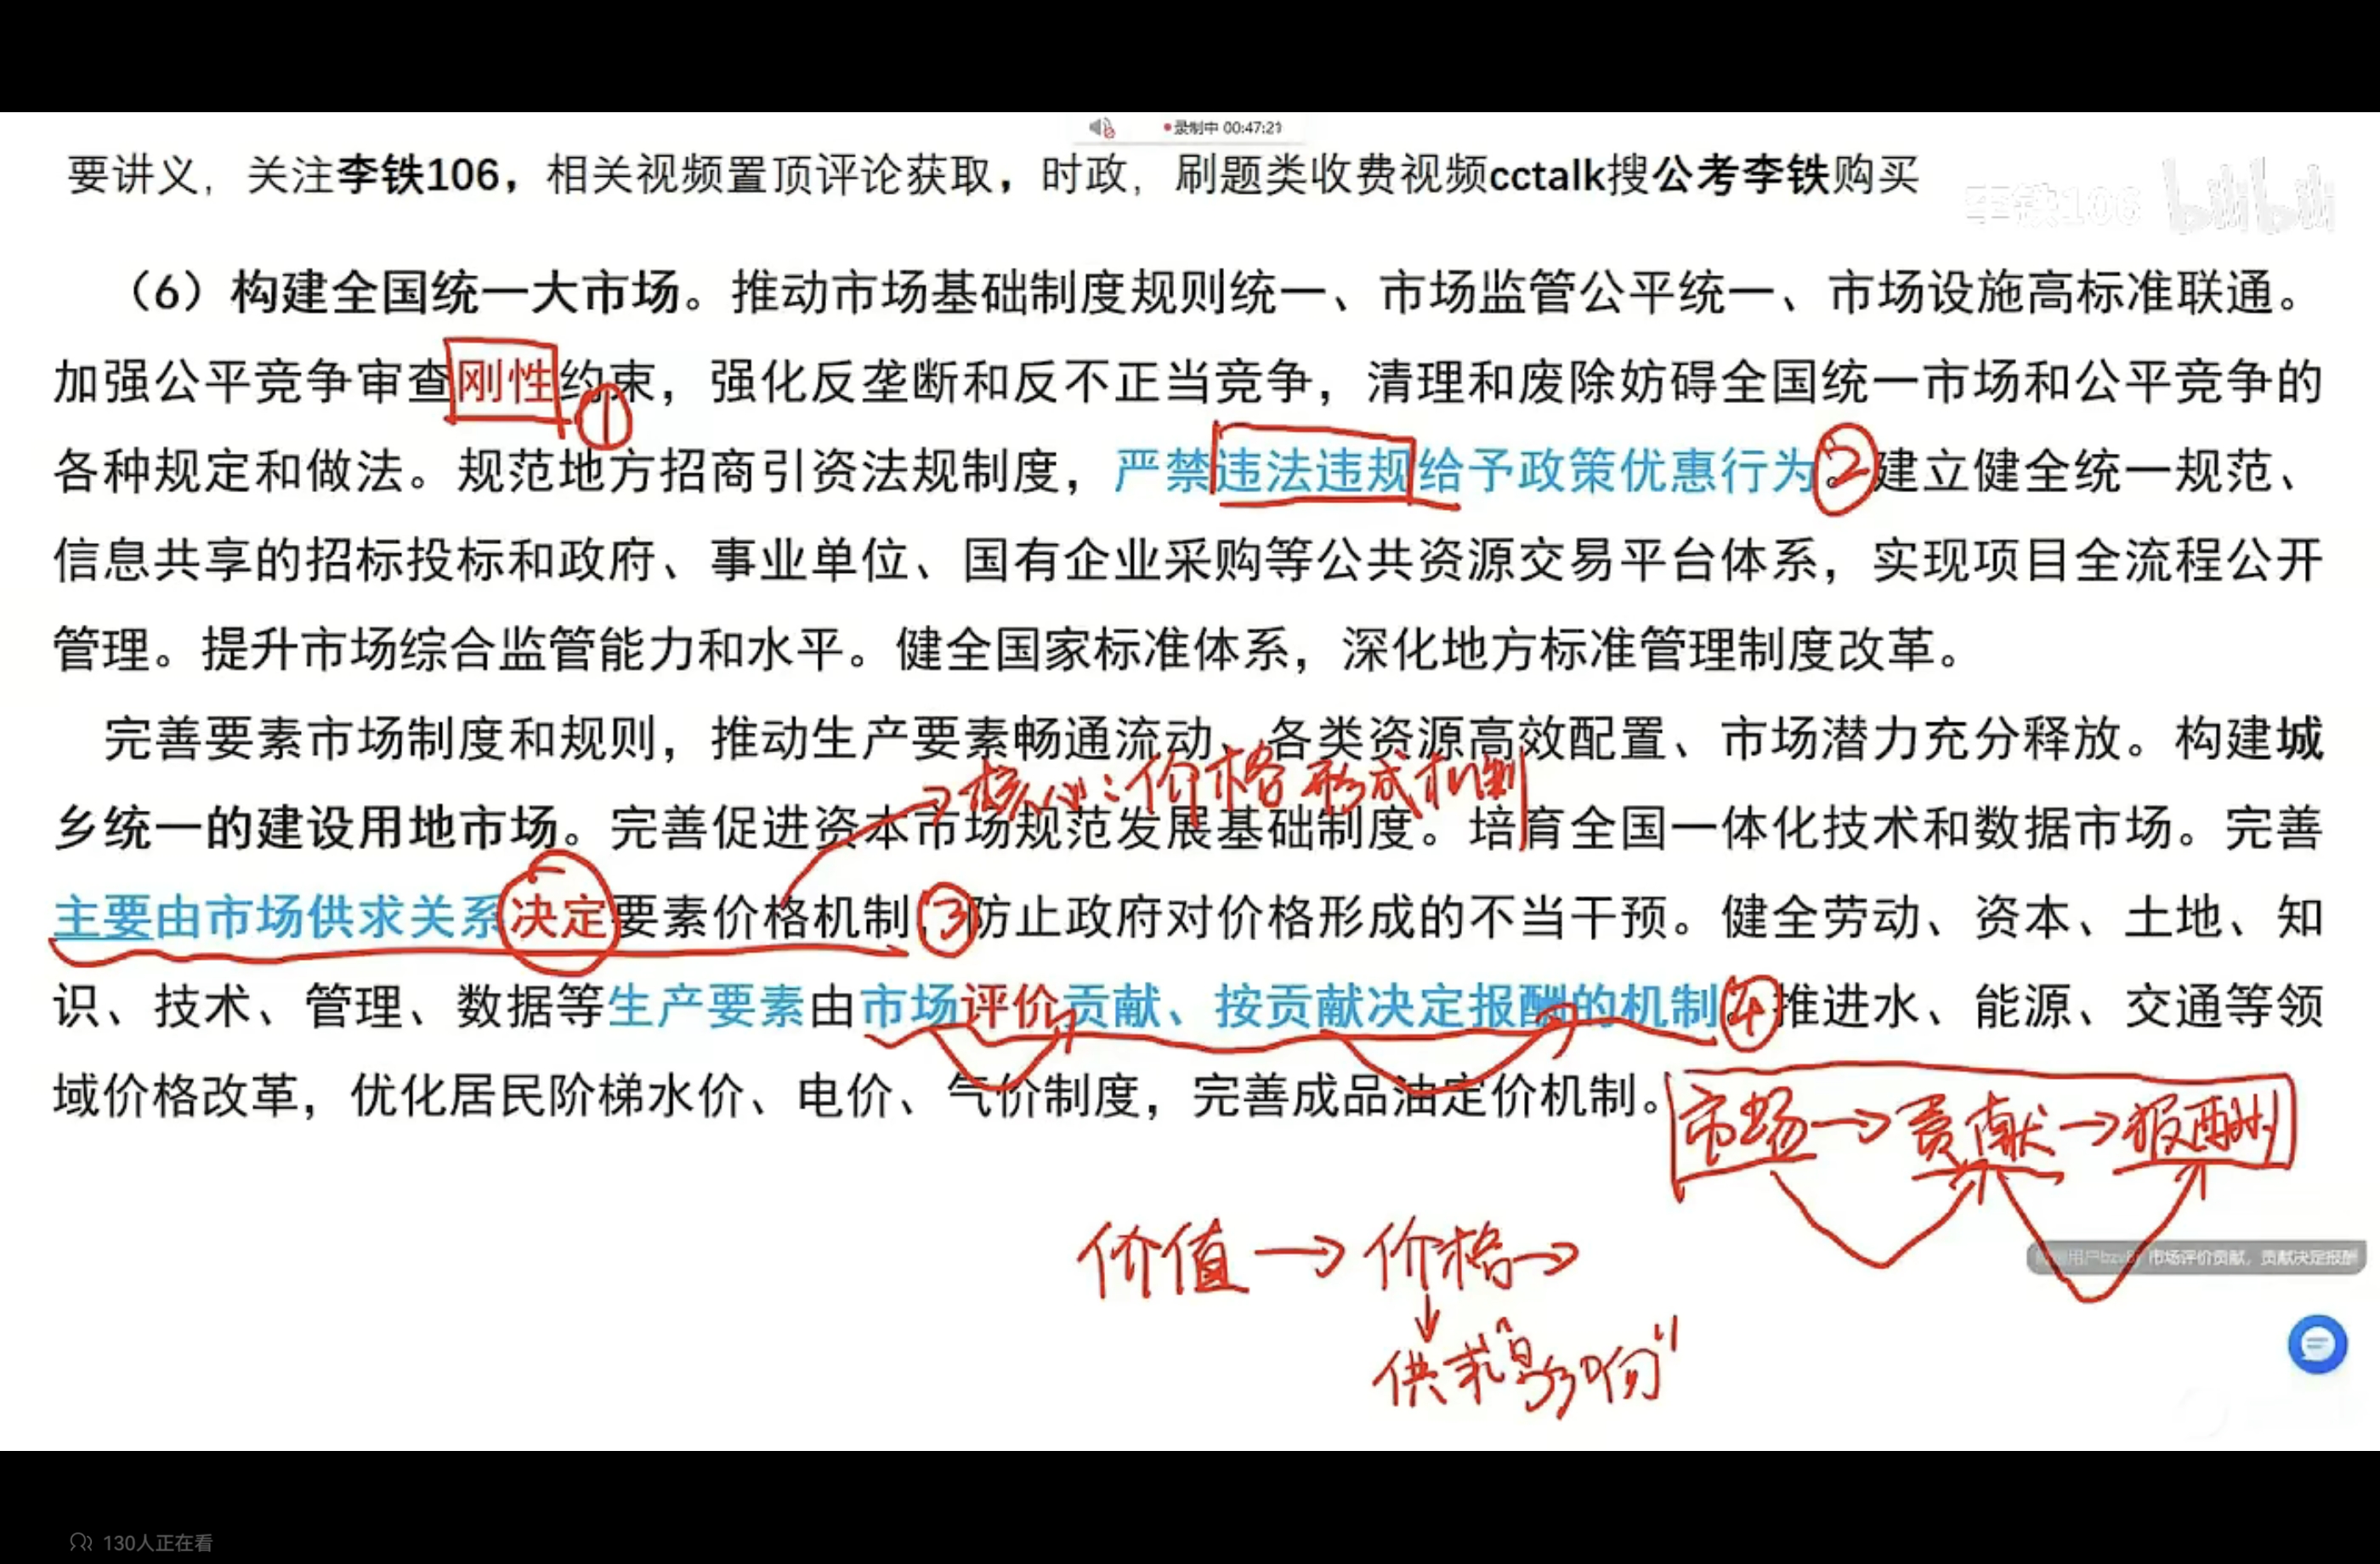 录制中 00:47:21
要讲义，关注李铁106，相关视频置顶评论获取，时政，刷题类收费视频cctalk搜公考李铁购买
李铁106 bilibili
（6）构建全国统一大市场。推动市场基础制度规则统一、市场监管公平统一、市场设施高标准联通。
加强公平竞争审查刚性约束，强化反垄断和反不正当竞争，清理和废除妨碍全国统一市场和公平竞争的
①
各种规定和做法。规范地方招商引资法规制度，严禁违法违规给予政策优惠行为。②建立健全统一规范、
信息共享的招标投标和政府、事业单位、国有企业采购等公共资源交易平台体系，实现项目全流程公开
管理。提升市场综合监管能力和水平。健全国家标准体系，深化地方标准管理制度改革。
完善要素市场制度和规则，推动生产要素畅通流动、各类资源高效配置、市场潜力充分释放。构建城
核心：价格形成机制
乡统一的建设用地市场。完善促进资本市场规范发展基础制度。培育全国一体化技术和数据市场。完善
主要由市场供求关系决定要素价格机制，③防止政府对价格形成的不当干预。健全劳动、资本、土地、知
识、技术、管理、数据等生产要素由市场评价贡献、按贡献决定报酬的机制。④推进水、能源、交通等领
域价格改革，优化居民阶梯水价、电价、气价制度，完善成品油定价机制。
市场→贡献→报酬
价值→价格→
市场评价贡献，贡献决定报酬
↓
供求"影响"
130人正在看